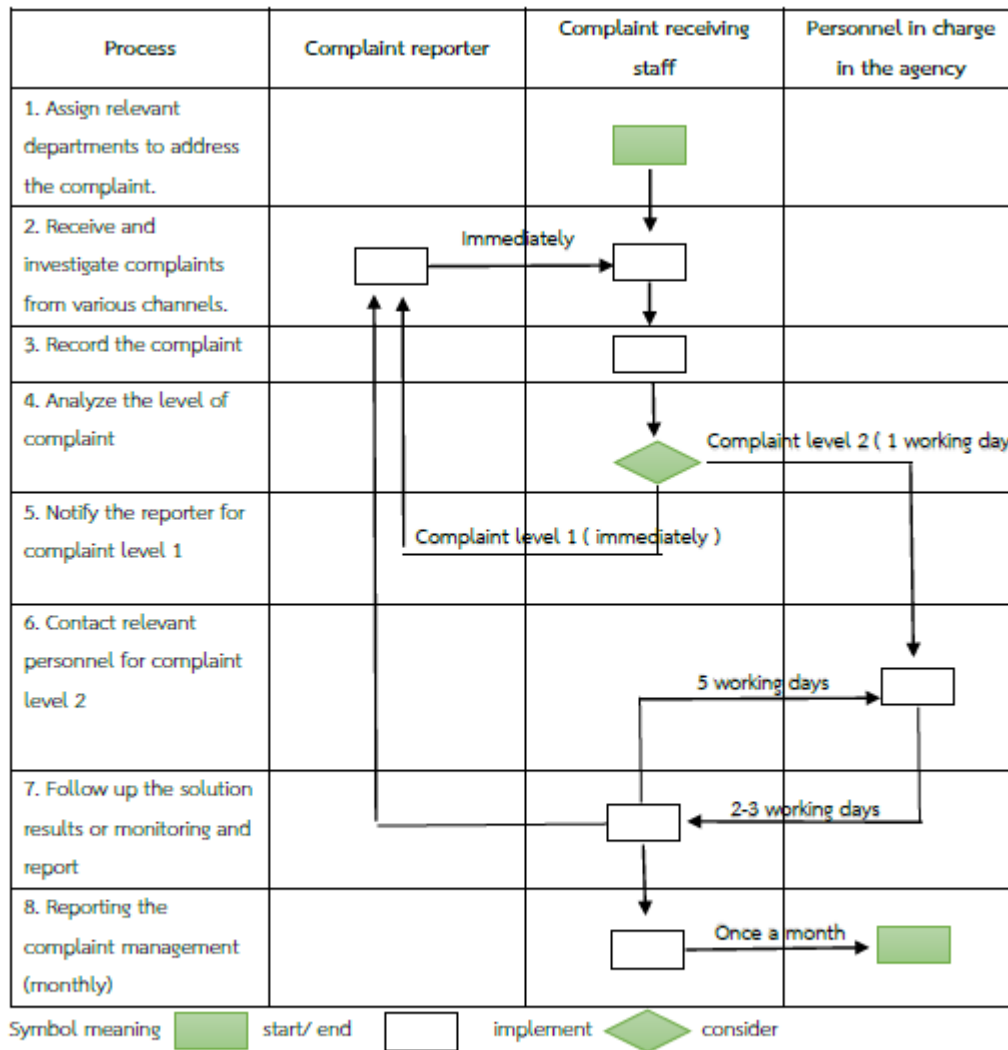 Process
Complaint reporter
Complaint receiving
staff
Personnel in charge
in the agency
1. Assign relevant
departments to address
the complaint.
2. Receive and
investigate complaints
from various channels.
Immediately
3. Record the complaint
4. Analyze the level of
complaint
Complaint level 2 ( 1 working day
5. Notify the reporter for
complaint level 1
Complaint level 1 ( immediately )
6. Contact relevant
personnel for complaint
level 2
5 working days
7. Follow up the solution
results or monitoring and
report
2-3 working days
8. Reporting the
complaint management
(monthly)
Once a month
Symbol meaning start/ end implement consider